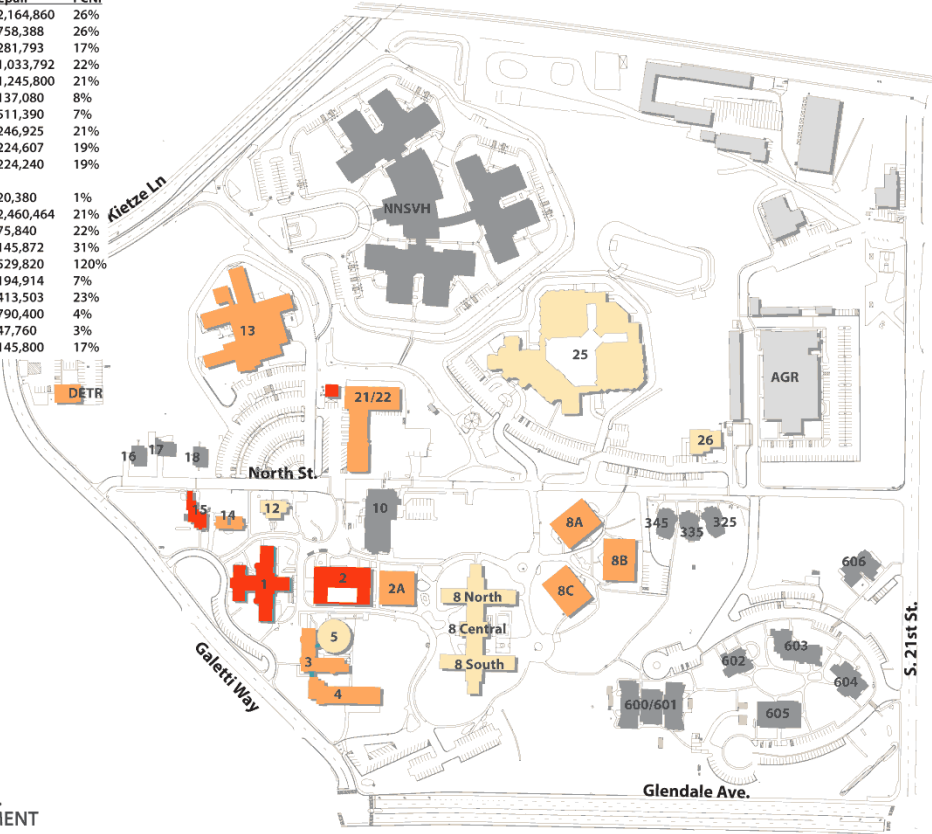 2,164,860 26%
758,388 26%
281,793 17%
1,033,792 22%
1,245,800 21%
137,080 8%
511,390 7%
246,925 21%
224,607 19%
224,240 19%
20,380 1%
2,460,464 21%
75,840 22%
145,872 31%
529,820 120%
194,914 7%
413,503 23%
790,400 4%
47,760 3%
145,800 17%
Kietze Ln
NNSVH
13
25
AGR
DETR
21/22
26
16 17 18
North St.
15 14 12
10
8A
345 335 325
8B
606
1
2
2A
8C
8 North
5
8 Central
603
3
8 South
602
604
4
600/601
605
Galetti Way
S. 21st St.
Glendale Ave.